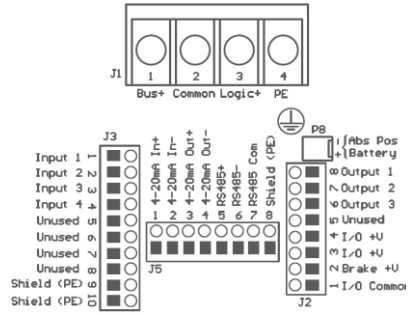 J1
1 2 3 4
Bus+ Common Logic+ PE
J3
Input 1 1
Input 2 2
Input 3 3
Input 4 4
Unused 5
Unused 6
Unused 7
Unused 8
Shield (PE) 9
Shield (PE) 10
4-20mA In+ 1
4-20mA In- 2
4-20mA Out+ 3
4-20mA Out- 4
RS485+ 5
RS485- 6
RS485 Com 7
Shield (PE) 8
J5
P8
- Abs Pos
+ Battery
8 Output 1
7 Output 2
6 Output 3
5 Unused
4 I/O +V
3 I/O +V
2 Brake +V
1 I/O Common
J2